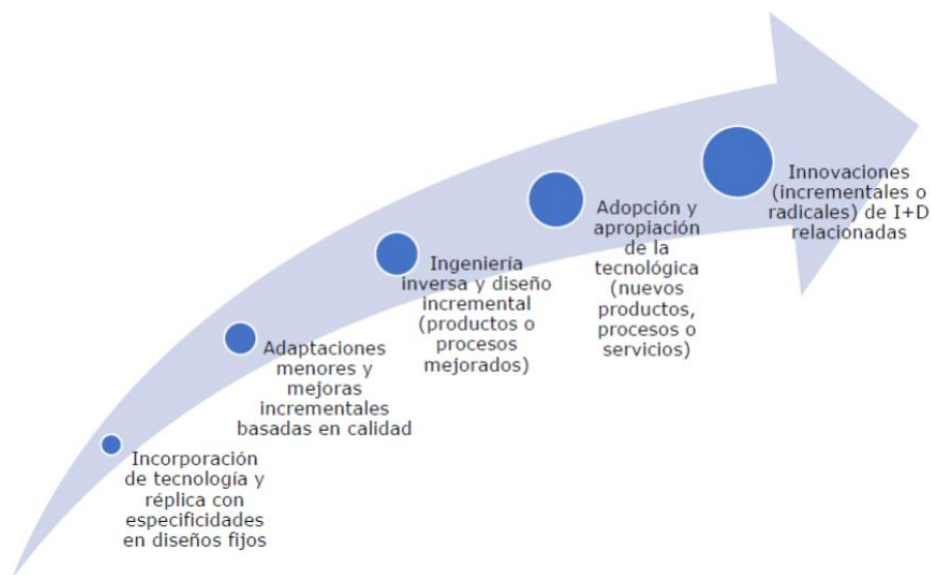 Incorporación
de tecnología y
réplica con
especificidades
en diseños fijos
Adaptaciones
menores y
mejoras
incrementales
basadas en calidad
Ingeniería
inversa y diseño
incremental
(productos o
procesos
mejorados)
Adopción y
apropiación
de la
tecnológica
(nuevos
productos,
procesos o
servicios)
Innovaciones
(incrementales o
radicales) de I+D
relacionadas